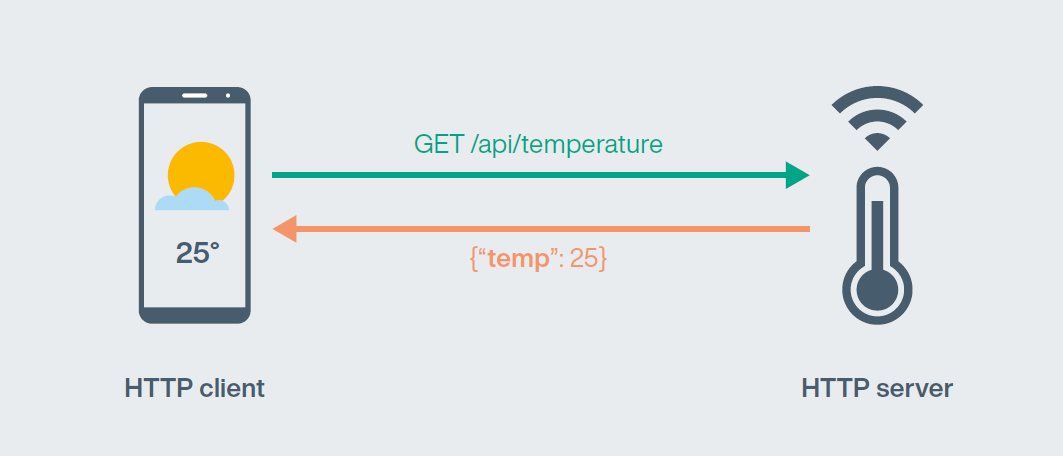 GET /api/temperature
25°
{“temp”: 25}
HTTP client
HTTP server